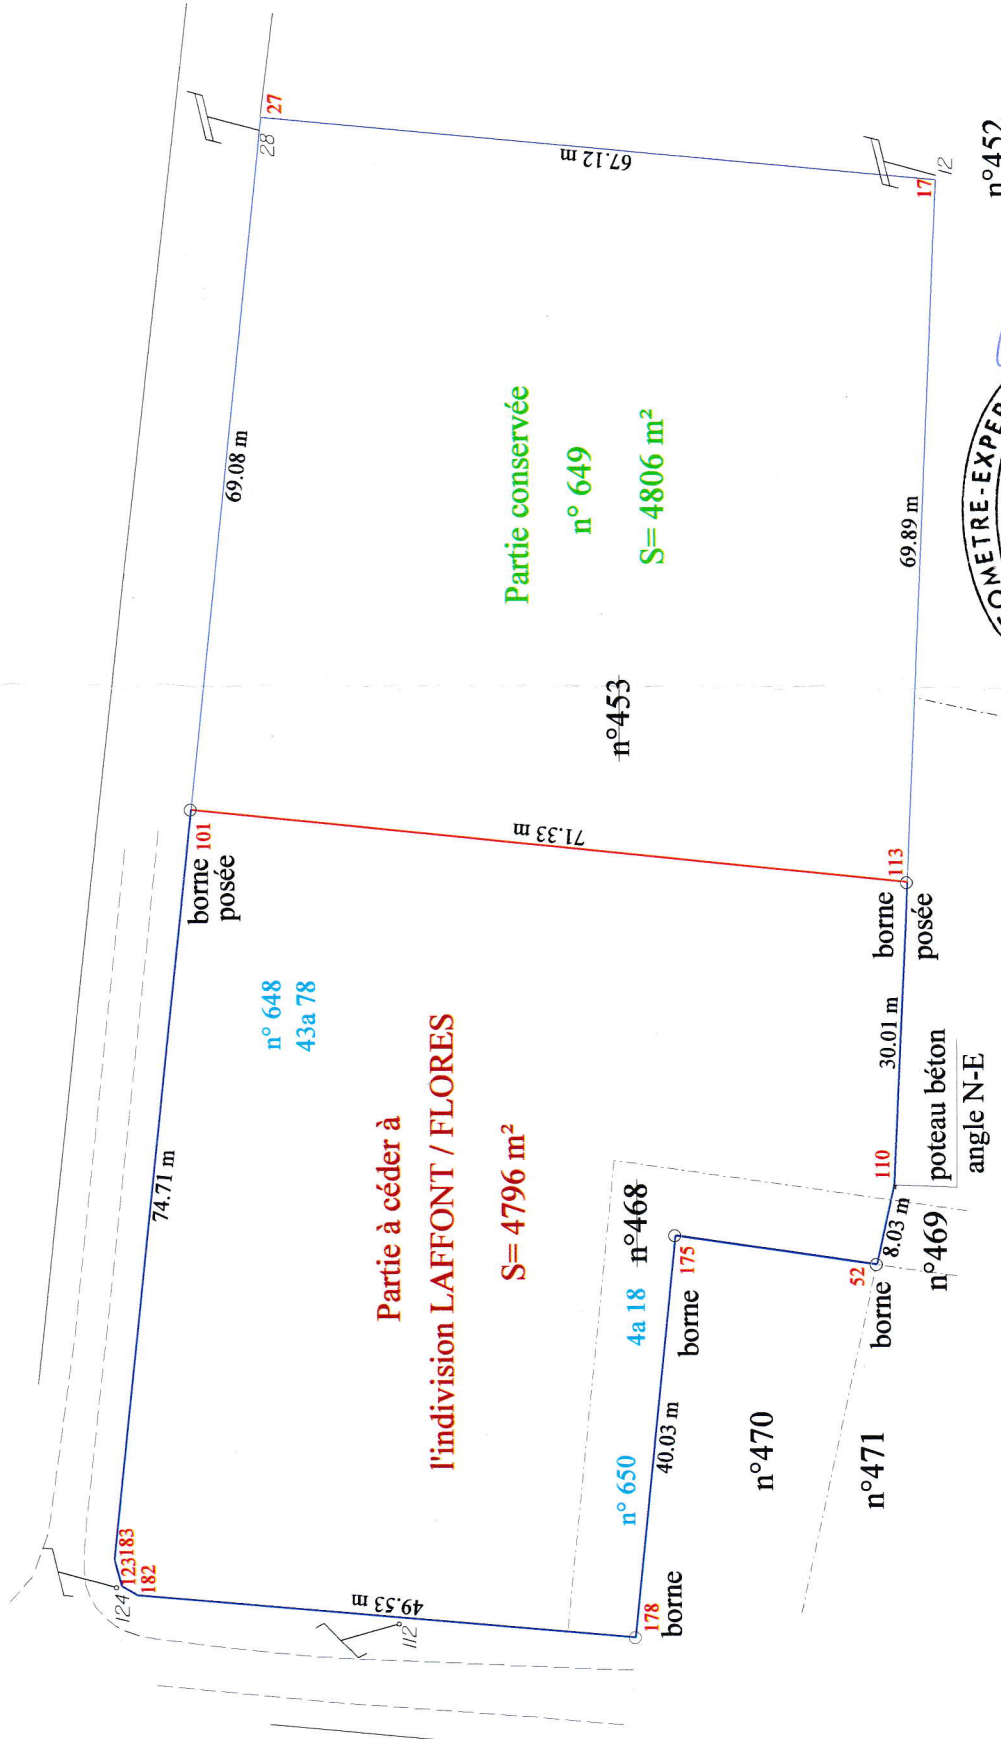 124
123
183
182
74.71 m
borne
posée
101
69.08 m
28
27
49.53 m
112
Partie à céder à
l'indivision LAFFONT / FLORES
S= 4796 m²
n° 648
43a 78
71.33 m
Partie conservée
n° 649
S= 4806 m²
n°453
67.12 m
178
borne
n° 650
4a 18
n°468
40.03 m
175
borne
n°470
n°471
52
borne
8.03 m
n°469
110
poteau béton
angle N-E
30.01 m
borne
posée
113
69.89 m
17
12
n°452